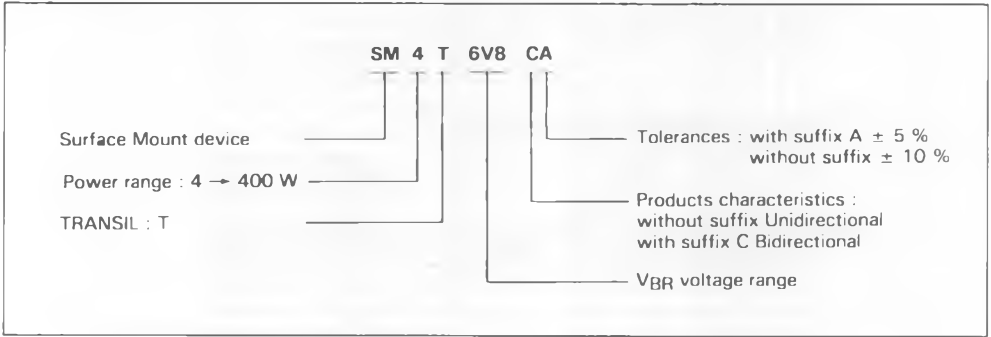 SM 4 T 6V8 CA
Surface Mount device
Power range : 4 → 400 W
TRANSIL : T
Tolerances : with suffix A ± 5 %
without suffix ± 10 %
Products characteristics :
without suffix Unidirectional
with suffix C Bidirectional
VBR voltage range